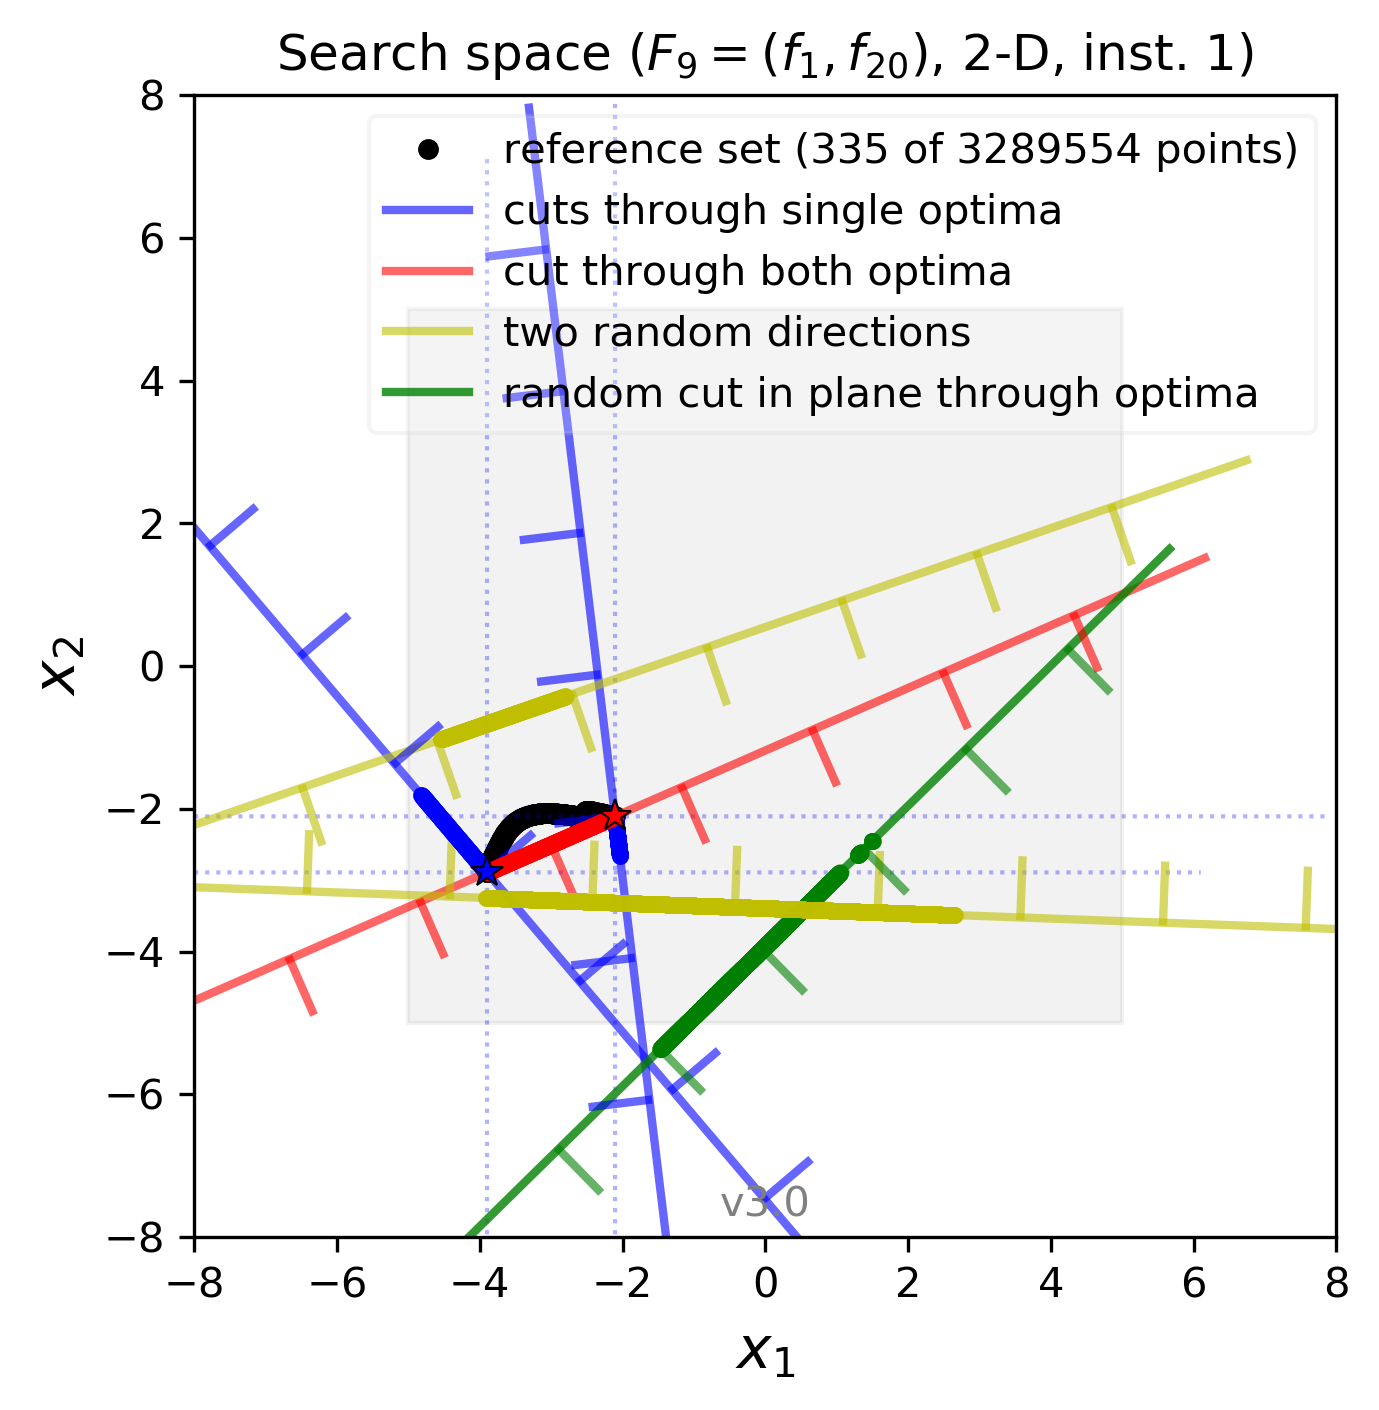 Search space (F₉ = (f₁, f₂₀), 2-D, inst. 1)
8
reference set (335 of 3289554 points)
cuts through single optima
6
cut through both optima
two random directions
4
random cut in plane through optima
2
0
−2
−4
−6
−8
x₂
v3.0
−8 −6 −4 −2 0 2 4 6 8
x₁